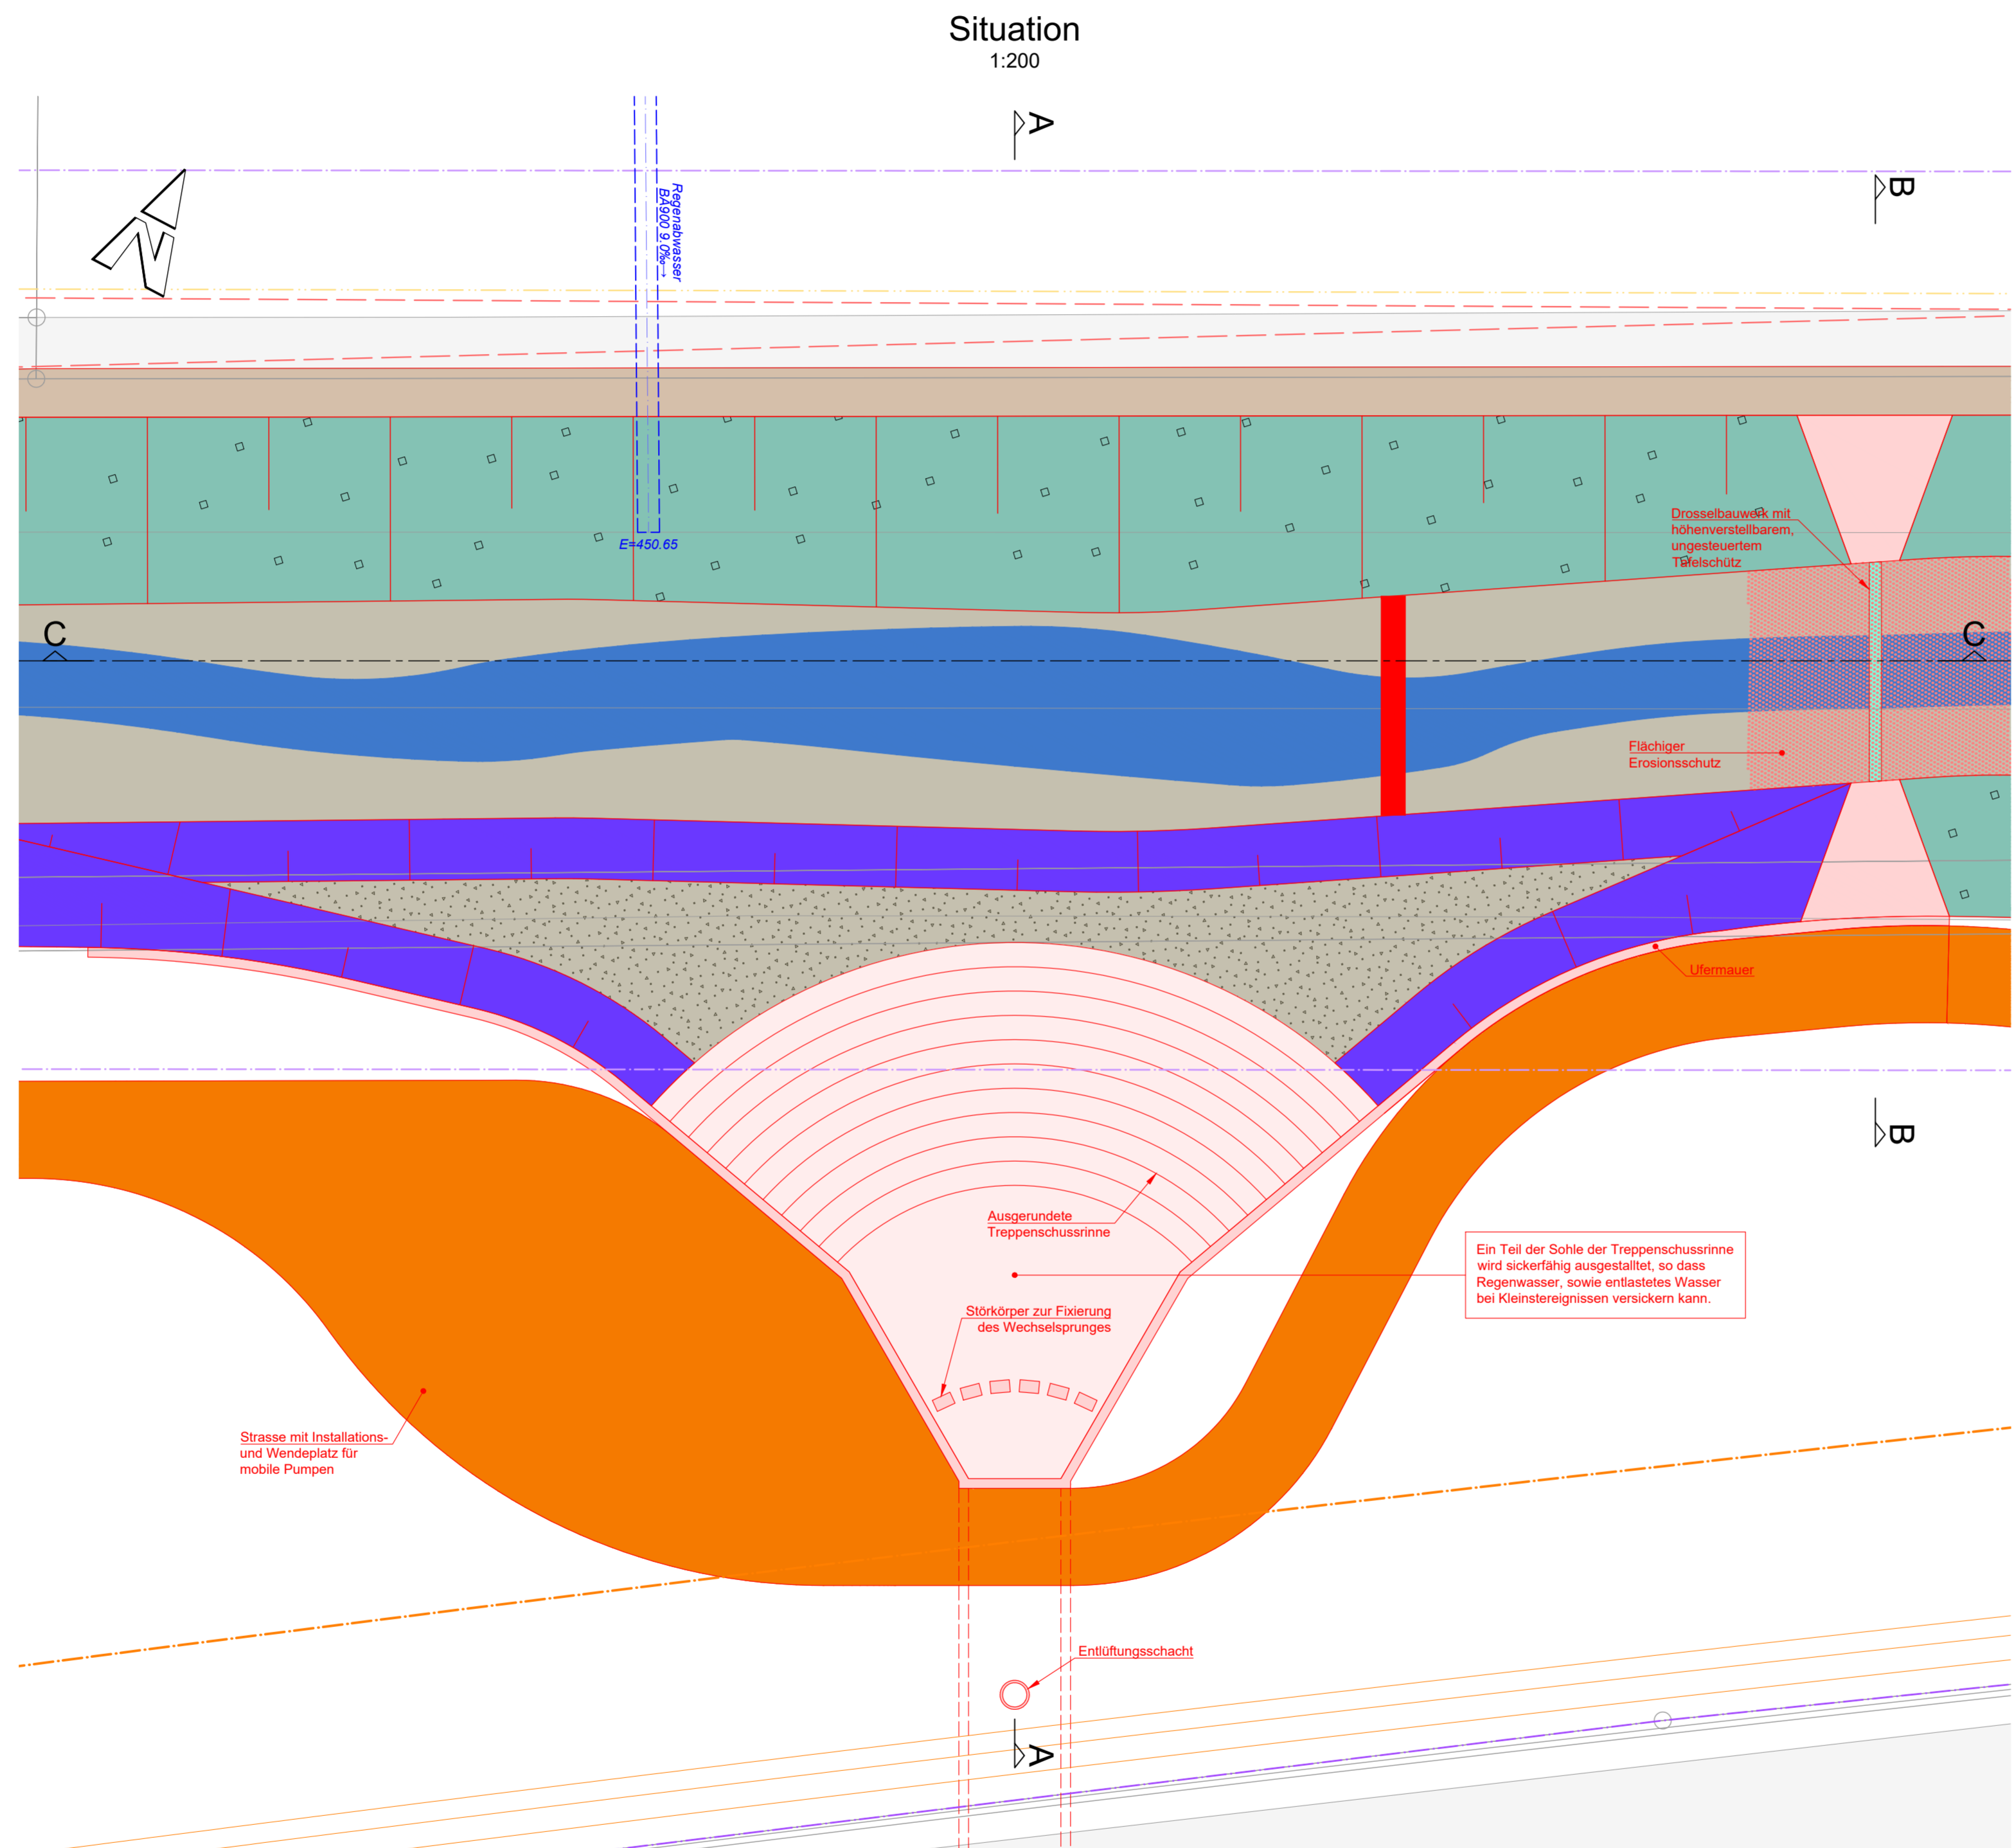 Situation
1:200
A
B
N
Regenabwasser
BA900 9.0‰→
E=450.65
Drosselbauwerk mit
höhenverstellbarem,
ungesteuertem
Tafelschütz
C
C
Flächiger
Erosionsschutz
Ufermauer
B
Ausgerundete
Treppenschussrinne
Ein Teil der Sohle der Treppenschussrinne
wird sickerfähig ausgestalltet, so dass
Regenwasser, sowie entlastetes Wasser
bei Kleinstereignissen versickern kann.
Störkörper zur Fixierung
des Wechselsprunges
Strasse mit Installations-
und Wendeplatz für
mobile Pumpen
Entlüftungsschacht
A